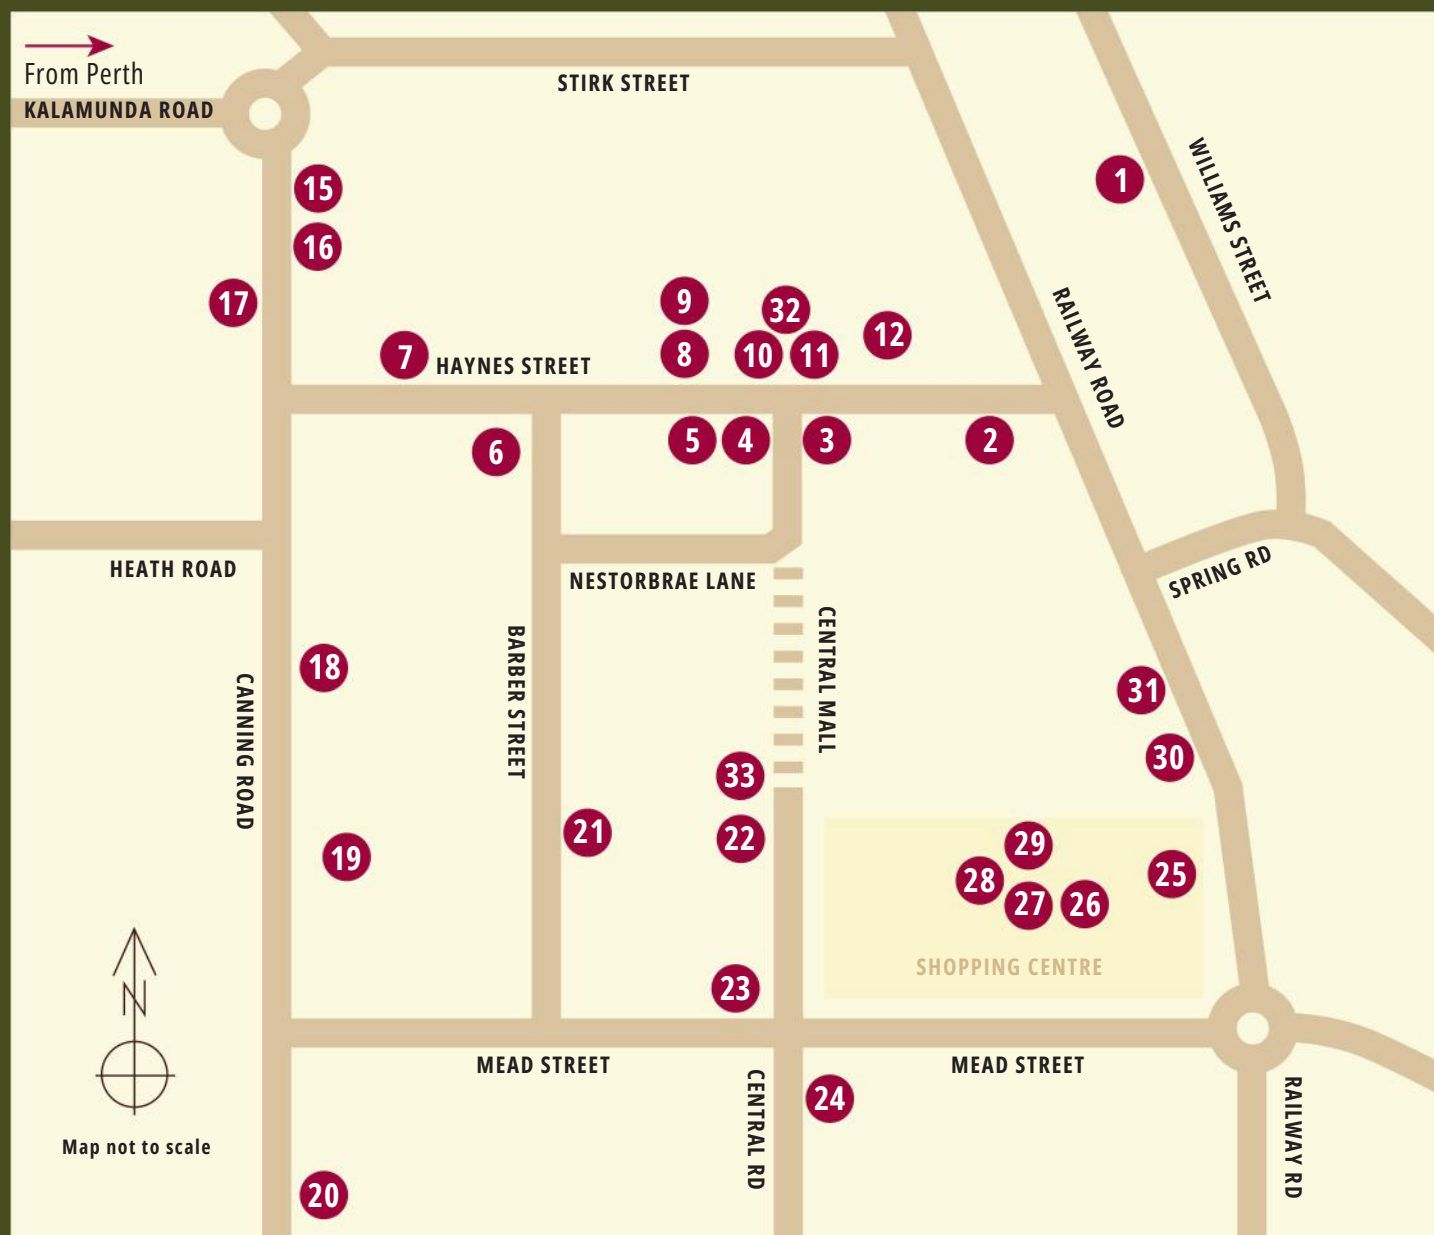 From Perth
KALAMUNDA ROAD
STIRK STREET
WILLIAMS STREET
1
15
16
17
RAILWAY ROAD
9
32
12
7
HAYNES STREET
8
10
11
6
5
4
3
2
HEATH ROAD
NESTORBRAE LANE
SPRING RD
CANNING ROAD
18
BARBER STREET
CENTRAL MALL
31
30
33
19
21
22
29
28
27
26
25
SHOPPING CENTRE
23
N
MEAD STREET
MEAD STREET
CENTRAL RD
24
RAILWAY RD
Map not to scale
20